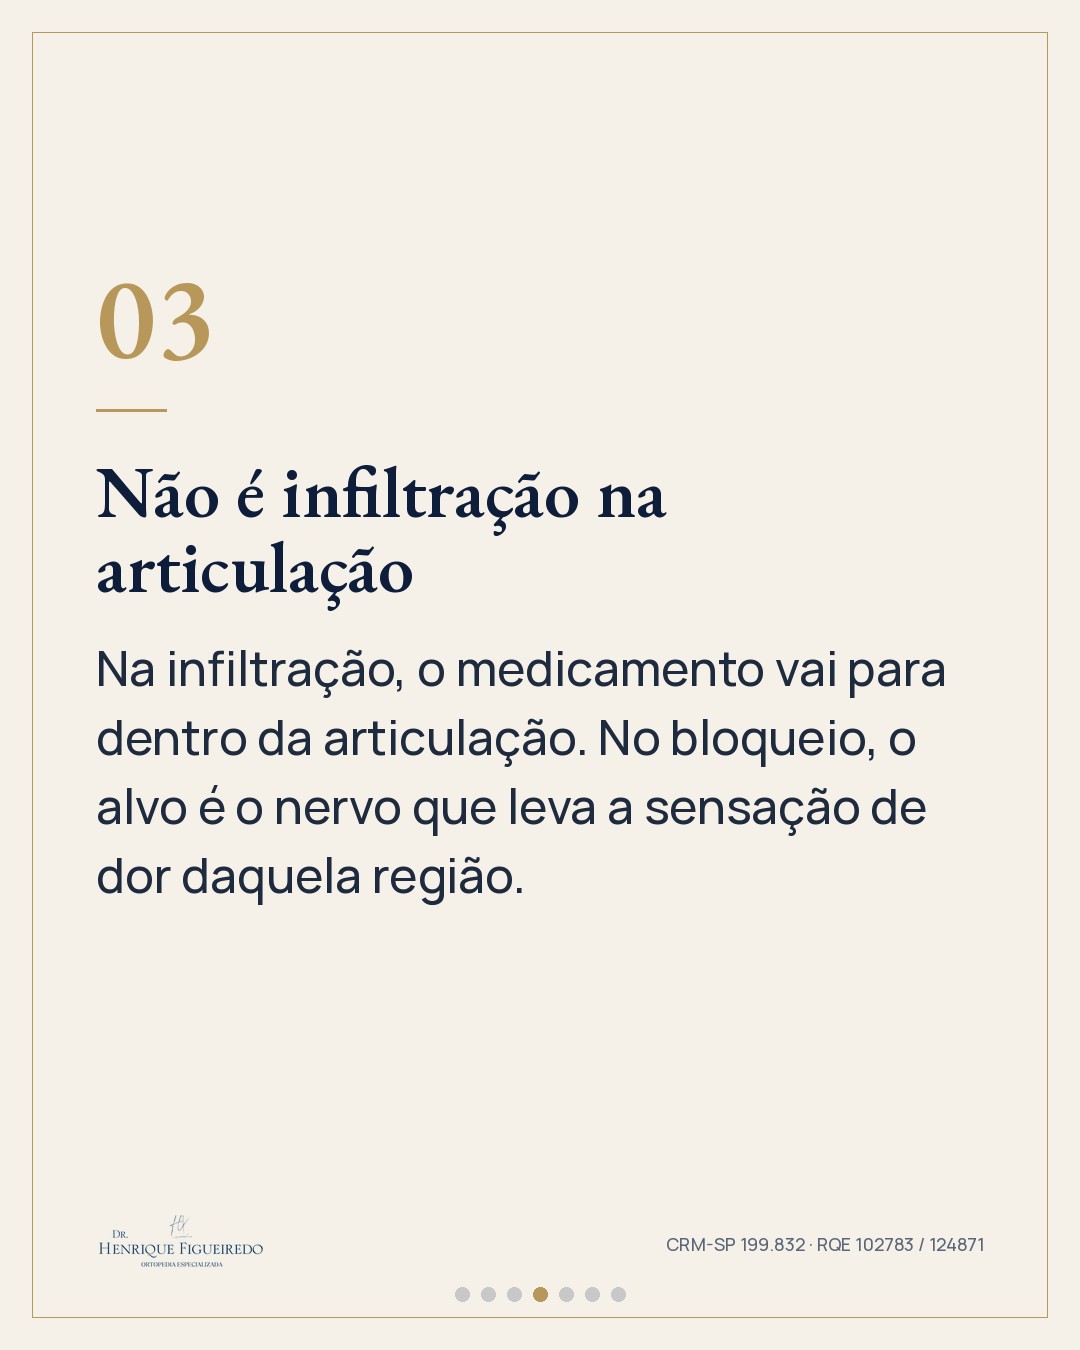 03
Não é infiltração na
articulação
Na infiltração, o medicamento vai para
dentro da articulação. No bloqueio, o
alvo é o nervo que leva a sensação de
dor daquela região.
DR.
HENRIQUE FIGUEIREDO
ORTOPEDIA ESPECIALIZADA
CRM-SP 199.832 · RQE 102783 / 124871